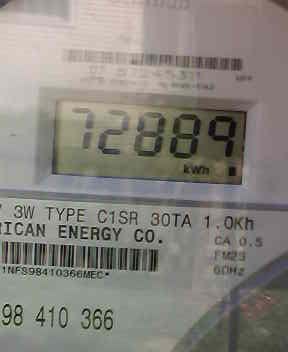 72889
kWh
3W TYPE C1SR 30TA 1.0Kh
RICAN ENERGY CO.
CA 0.5
FM2S
60Hz
1NFS98410366MEC*
98 410 366